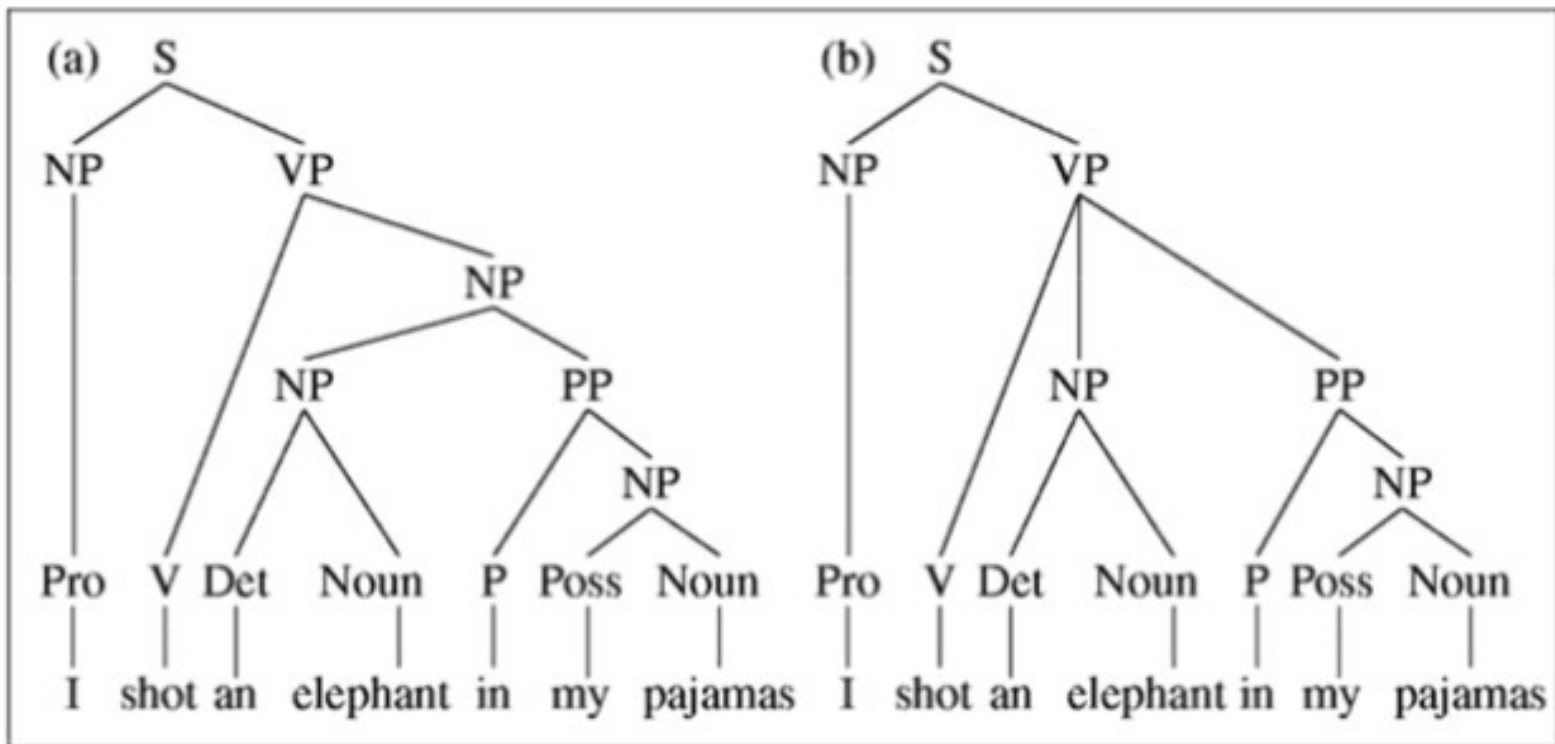 (a) S
NP VP
NP
NP PP
NP
Pro V Det Noun P Poss Noun
I shot an elephant in my pajamas
(b) S
NP VP
NP PP
NP
Pro V Det Noun P Poss Noun
I shot an elephant in my pajamas